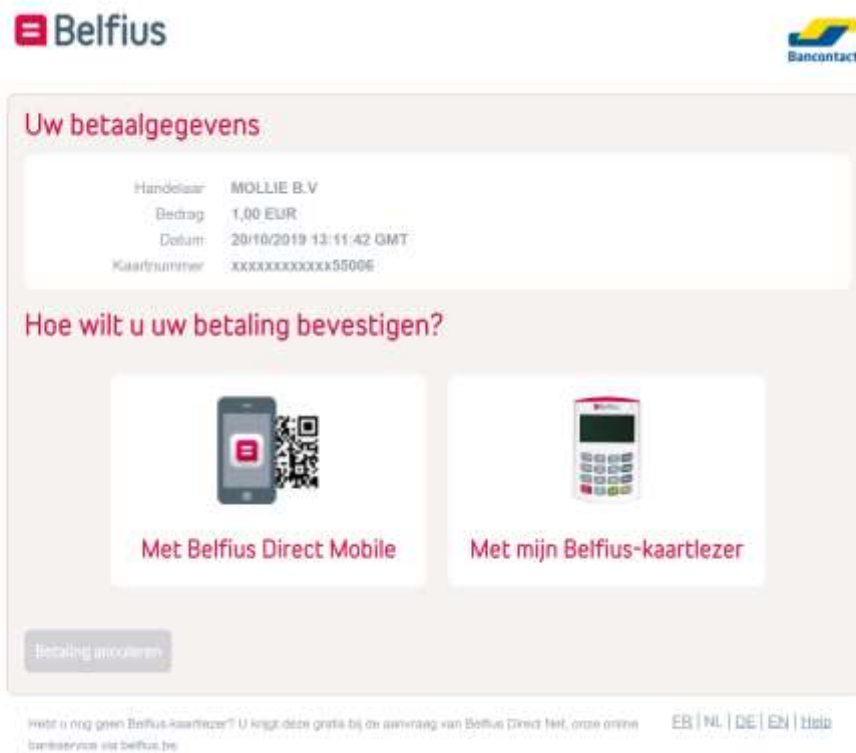 Belfius
Bancontact
Uw betaalgegevens
Handelaar MOLLIE B.V
Bedrag 1,00 EUR
Datum 20/10/2019 13:11:42 GMT
Kaartnummer xxxxxxxxxxxx55006
Hoe wilt u uw betaling bevestigen?
Met Belfius Direct Mobile
Met mijn Belfius-kaartlezer
Betaling annuleren
Hebt u nog geen Belfius-kaartlezer? U krijgt deze gratis bij de aanvraag van Belfius Direct Net, onze online
bankservice via belfius.be.
FR | NL | DE | EN | Help